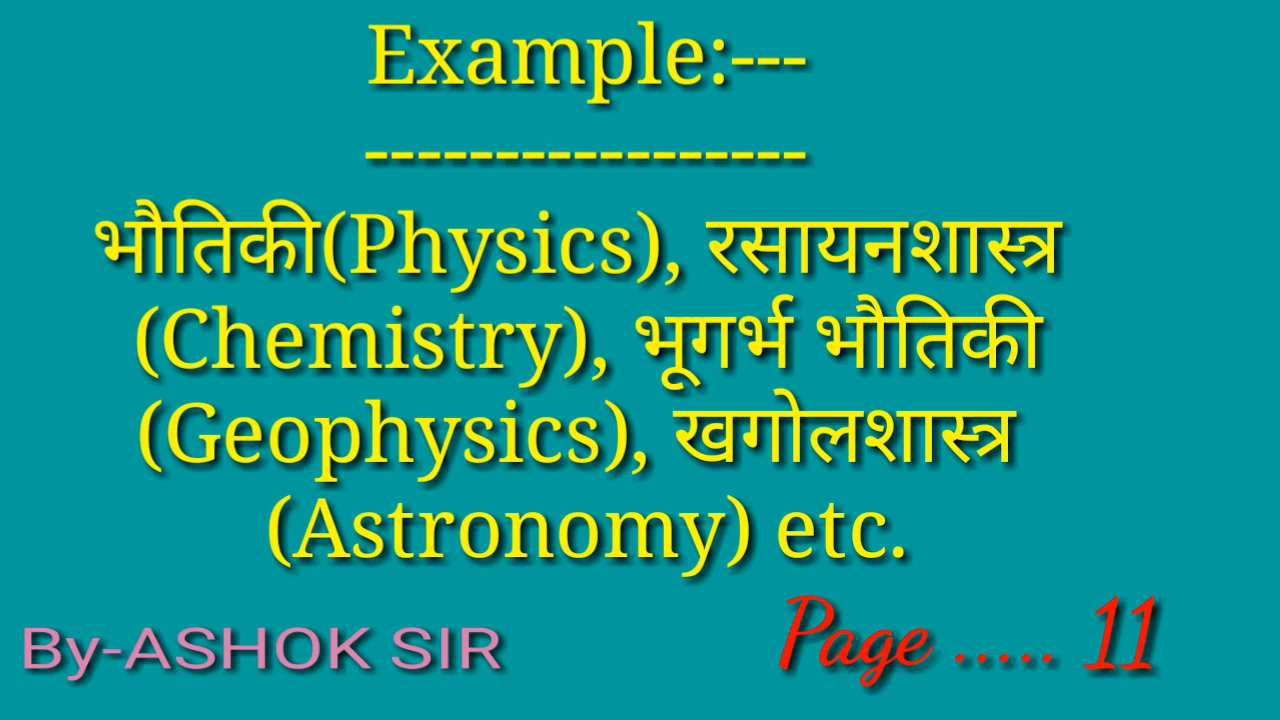 Example:---
-----------------
भौतिकी(Physics), रसायनशास्त्र
(Chemistry), भूगर्भ भौतिकी
(Geophysics), खगोलशास्त्र
(Astronomy) etc.
By-ASHOK SIR
Page ..... 11